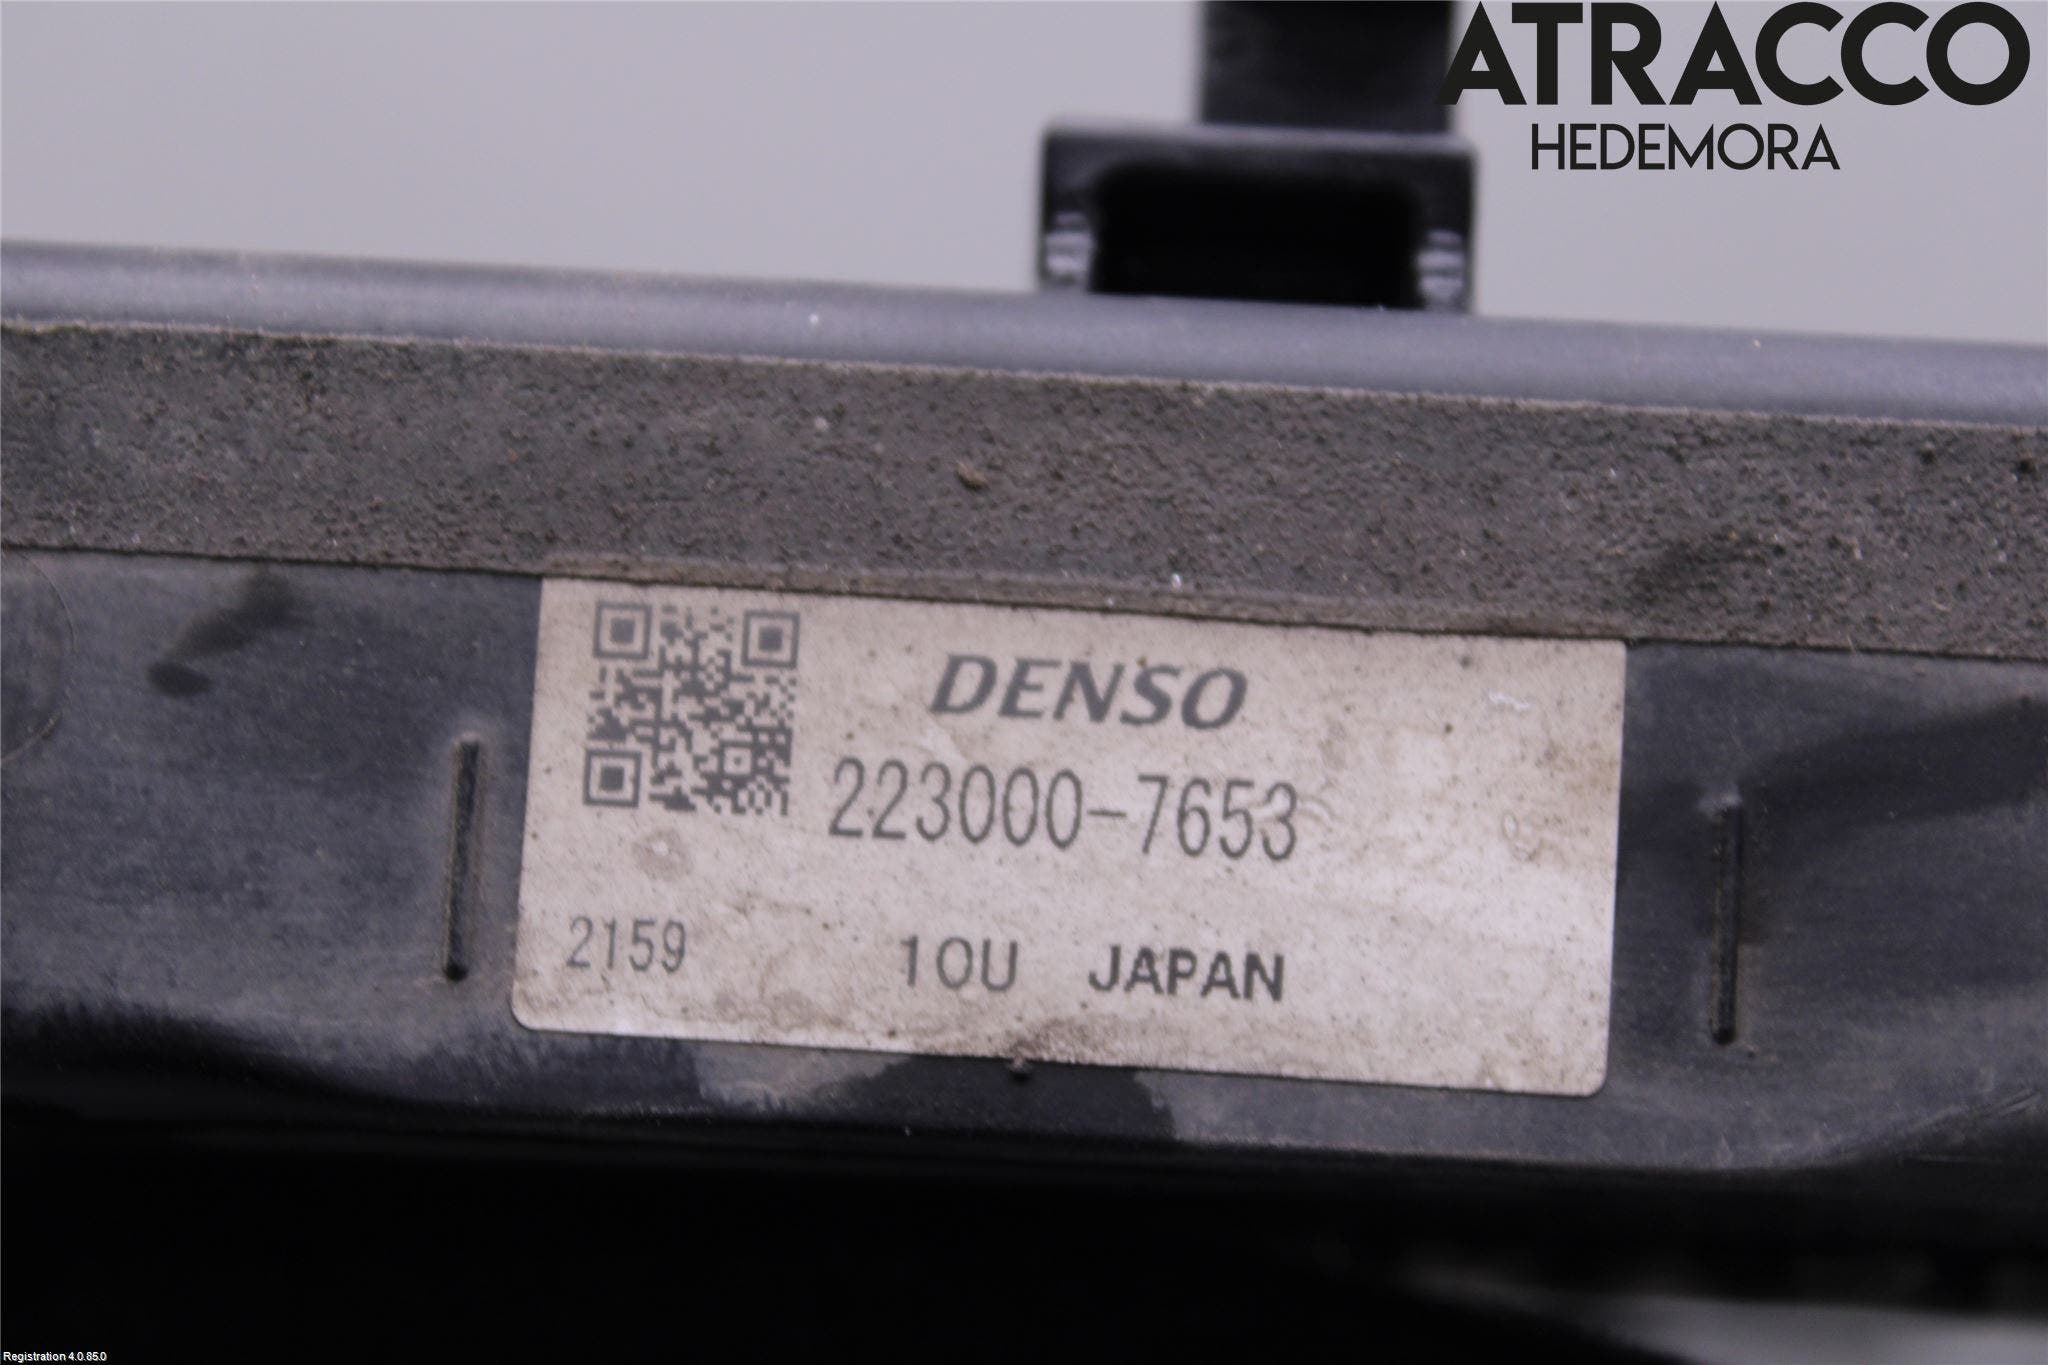 ATRACCO
HEDEMORA
DENSO
223000-7653
2159 10U JAPAN
Registration 4.0.85.0